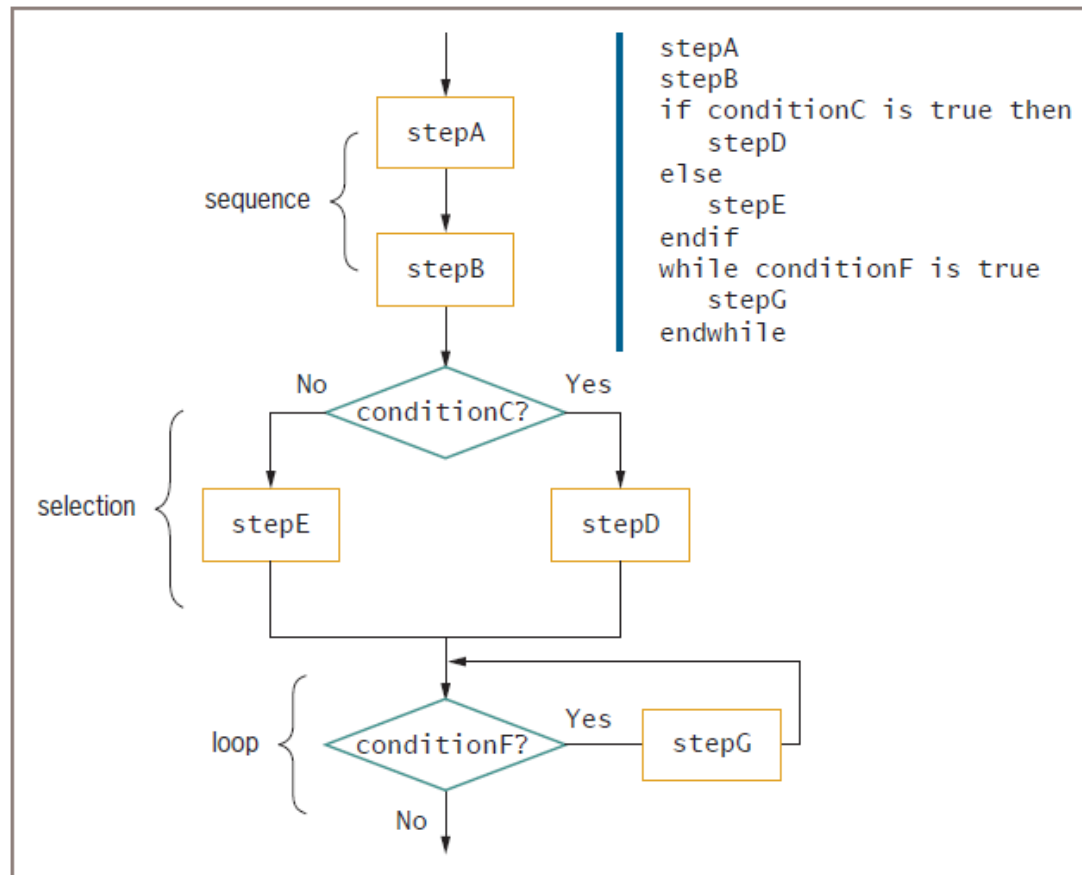 stepA
stepB
if conditionC is true then
stepD
else
stepE
endif
while conditionF is true
stepG
endwhile
stepA
sequence
stepB
No
Yes
conditionC?
selection
stepE
stepD
loop
conditionF?
Yes
stepG
No